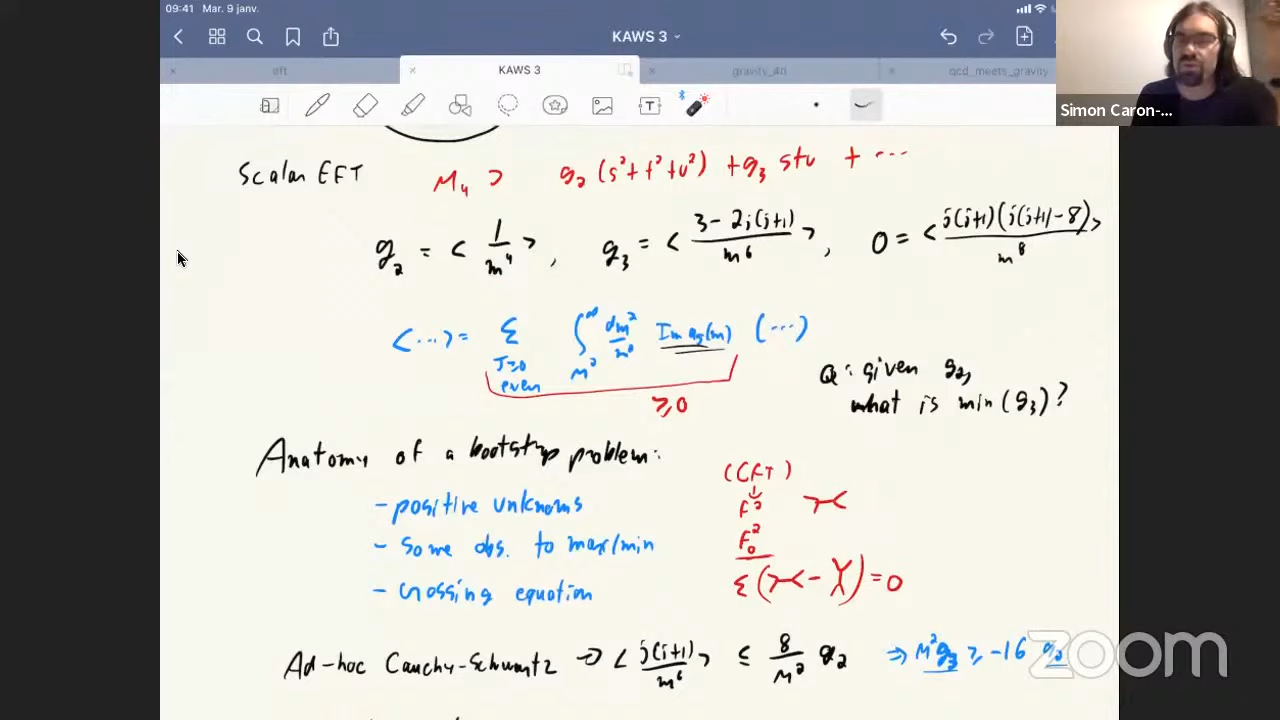 09:41 Mar. 9 janv.
KAWS 3
eft
KAWS 3
gravity_4d
qcd_meets_gravity
Simon Caron-...
Scalar EFT M₄ ⊃ g₂ (s²+t²+u²) + g₃ stu + ...
g₂ = < 1/m⁴ >, g₃ = < (3 - 2j(j+1))/m⁶ >, 0 = < j(j+1)(j(j+1)-8)/m⁸ >
<...> = Σ_{J≥0 even} ∫_{M²}^∞ dm²/m² Im a_J(m) (...)
≥0
Q: given g₂,
what is min(g₃)?
Anatomy of a bootstrap problem:
(CFT)
- positive unknowns f²
- some obs. to max/min f₀²
- crossing equation Σ(>-< - Y) = 0
Ad-hoc Cauchy-Schwartz → < j(j+1)/m⁶ > ≤ 8/M² g₂ ⇒ M²g₃ ≥ -16 g₂
zoom